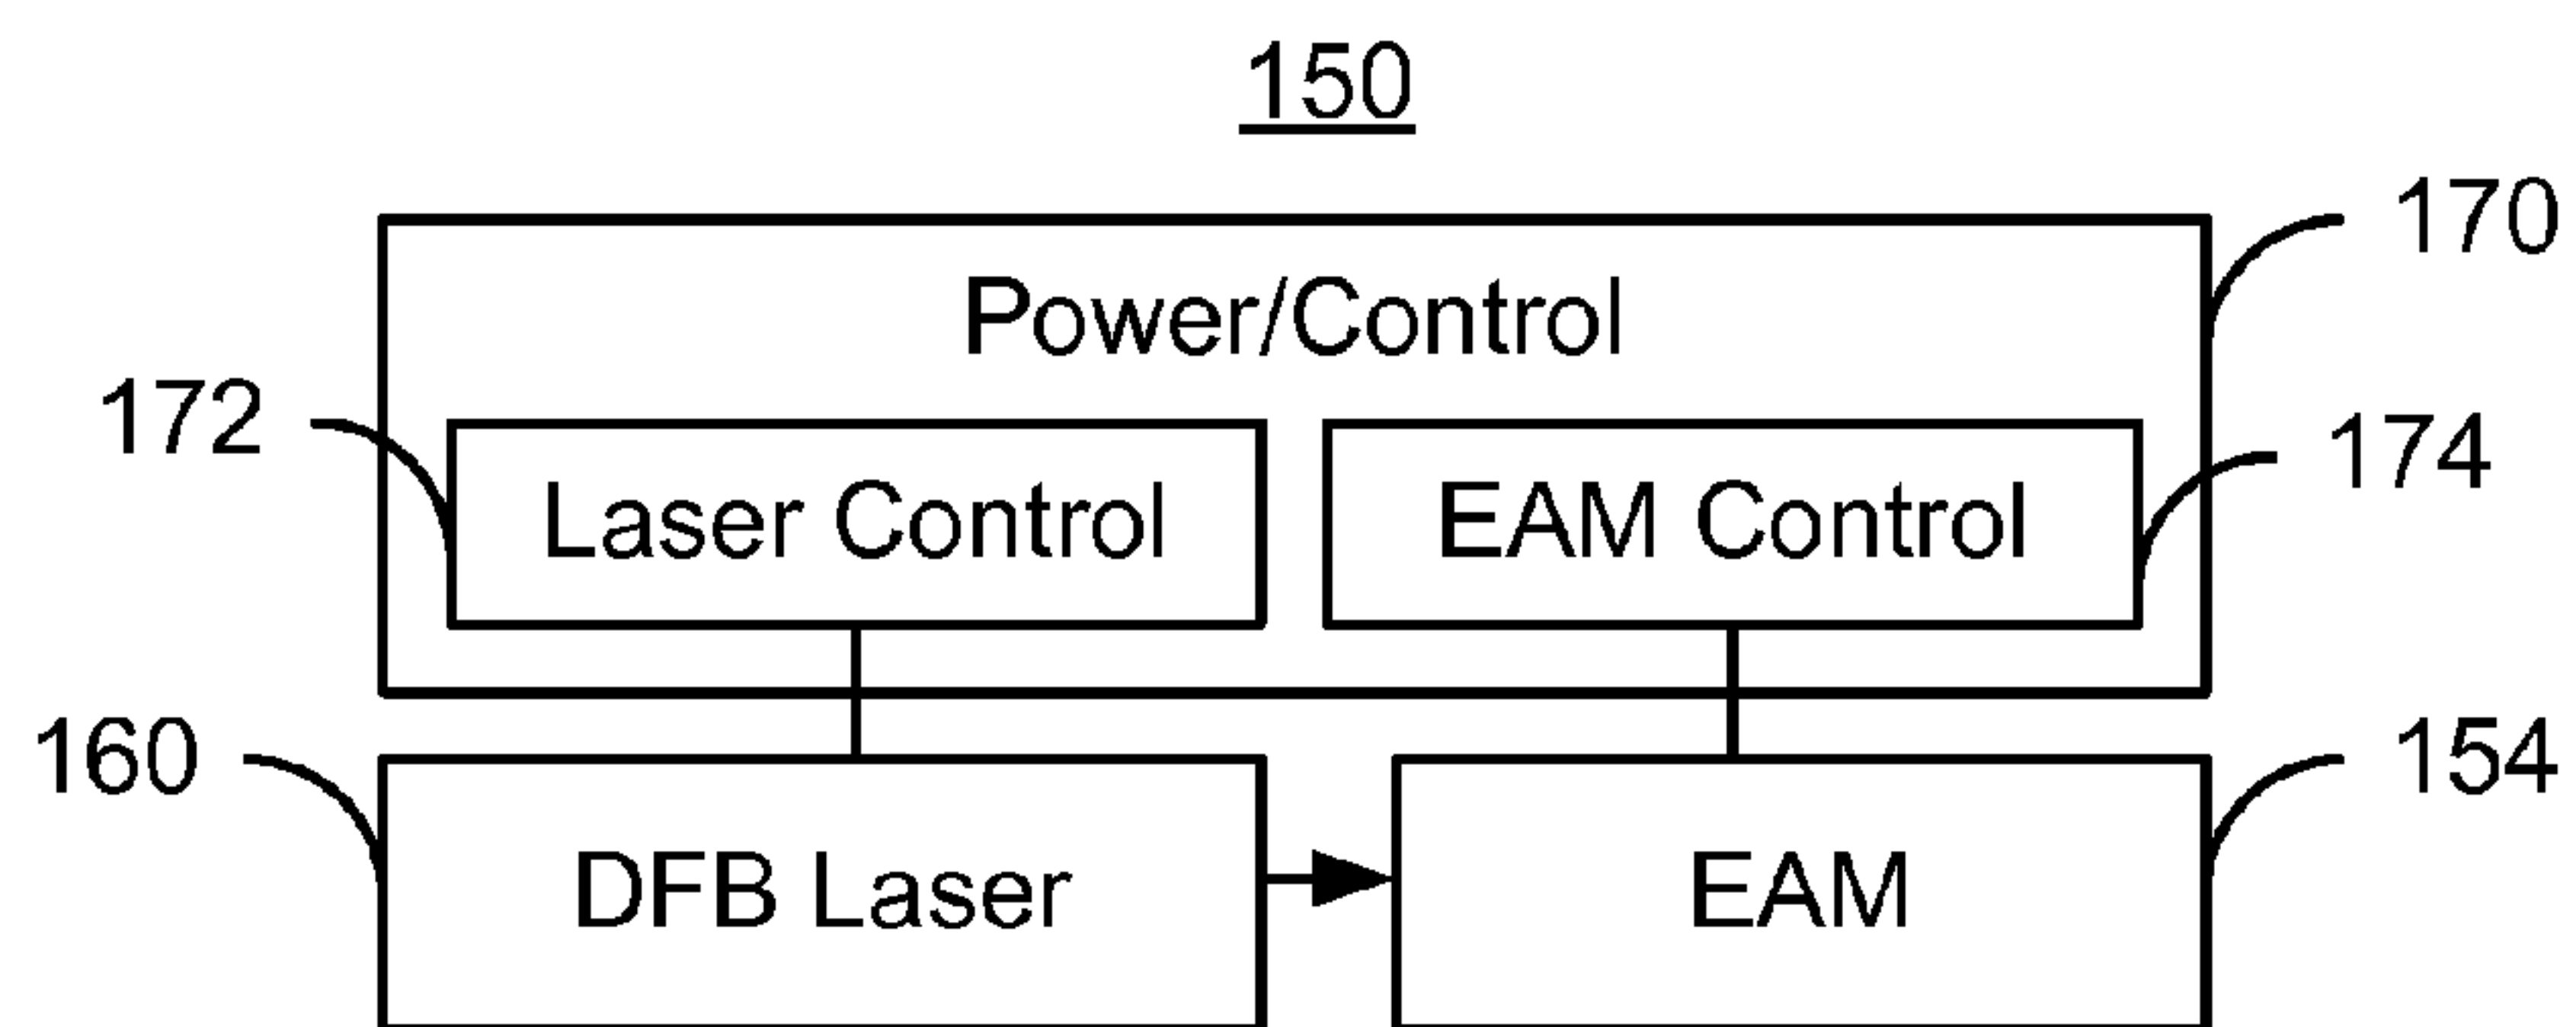 150
170
Power/Control
172
Laser Control
EAM Control
174
160
DFB Laser
EAM
154